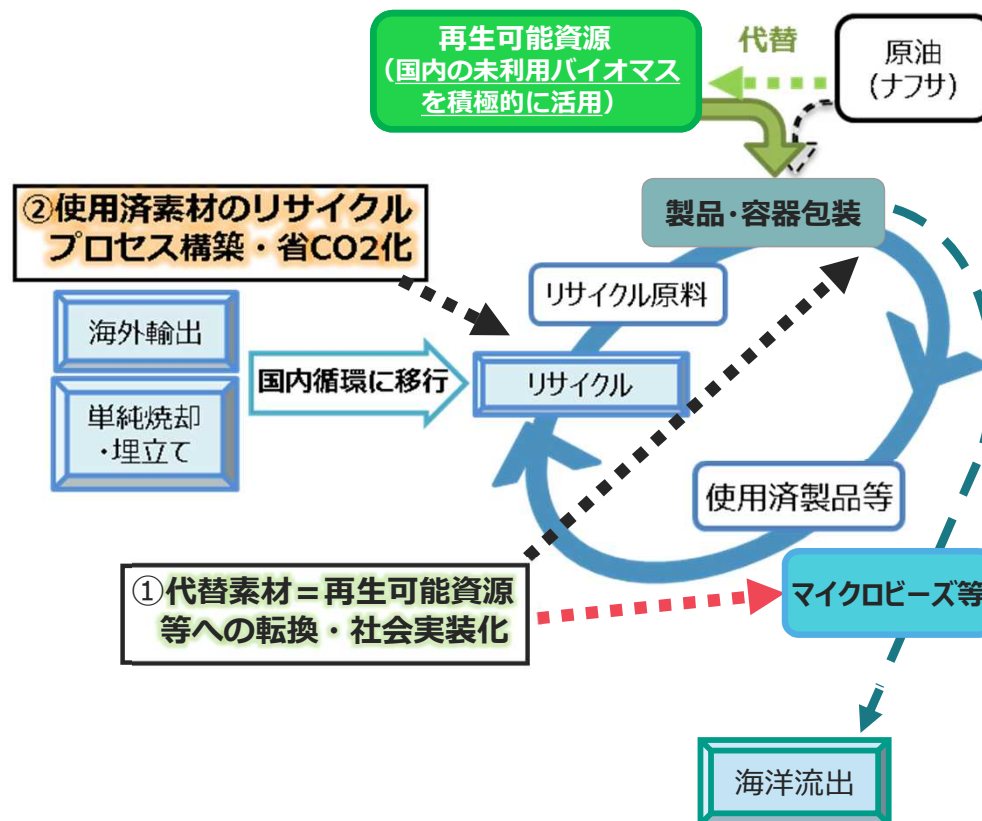 再生可能資源
（国内の未利用バイオマス
を積極的に活用）
代替
原油
(ナフサ)
製品･容器包装
②使用済素材のリサイクル
プロセス構築・省CO2化
リサイクル原料
海外輸出
国内循環に移行
リサイクル
単純焼却
・埋立て
使用済製品等
①代替素材＝再生可能資源
等への転換・社会実装化
マイクロビーズ等
海洋流出